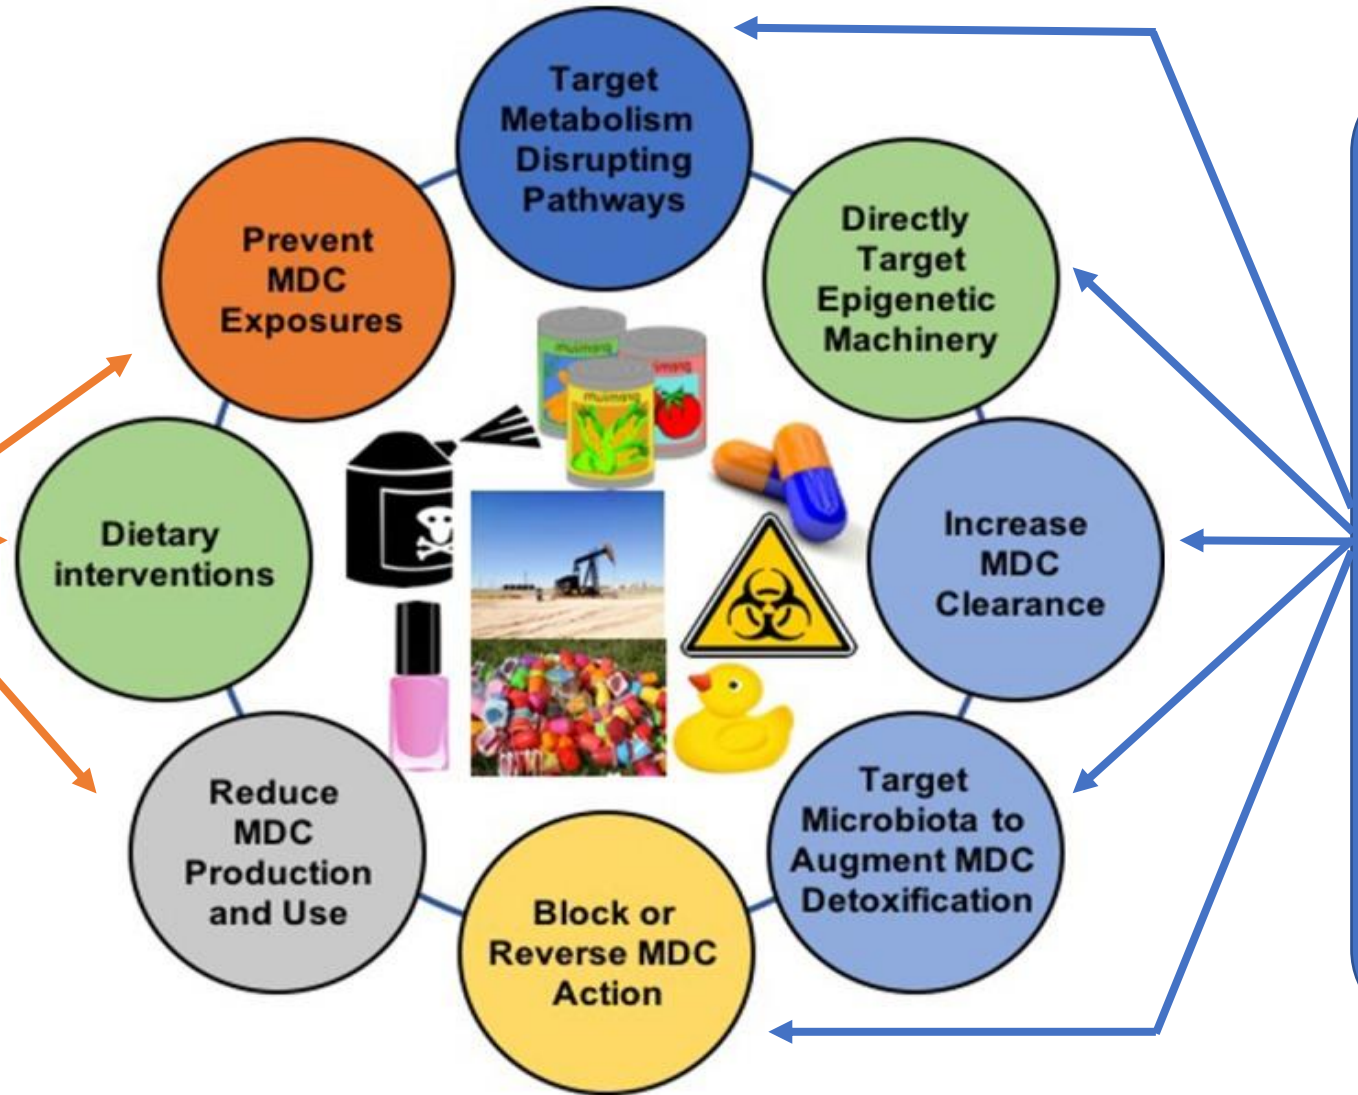 Target
Metabolism
Disrupting
Pathways
Directly
Target
Epigenetic
Machinery
Increase
MDC
Clearance
Target
Microbiota to
Augment MDC
Detoxification
Block or
Reverse MDC
Action
Reduce
MDC
Production
and Use
Dietary
interventions
Prevent
MDC
Exposures